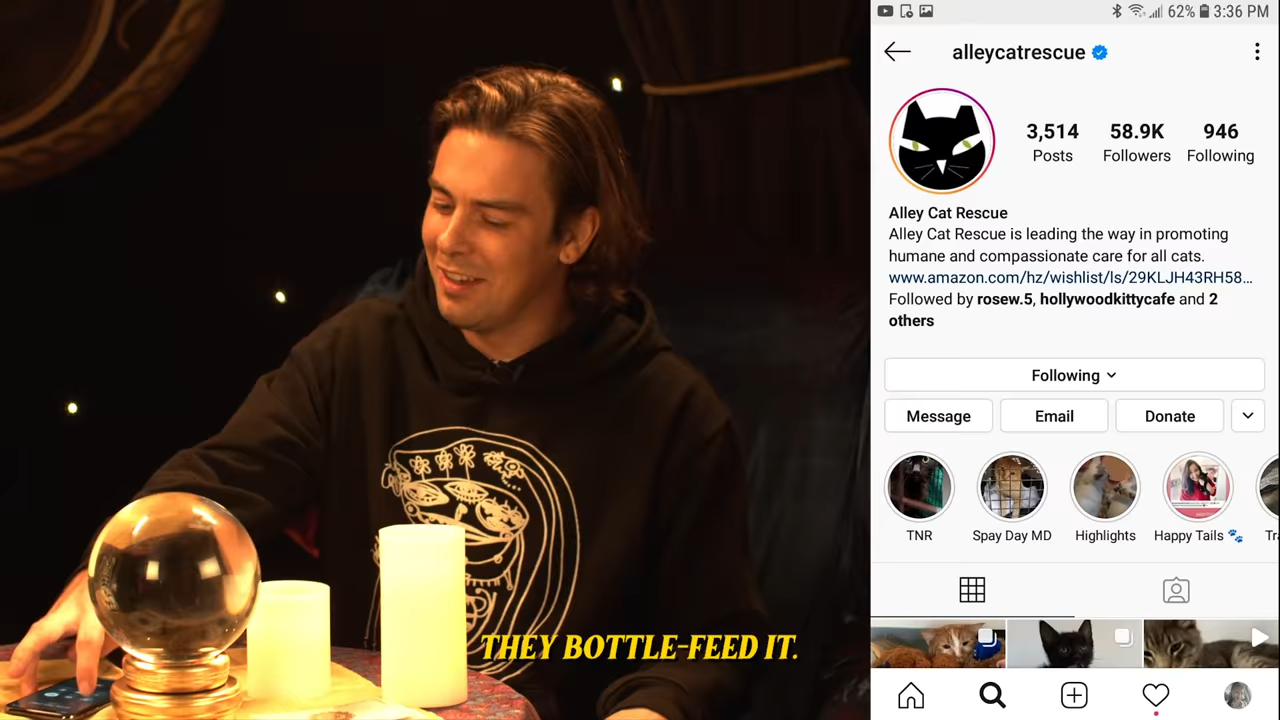 THEY BOTTLE-FEED IT.
62% 3:36 PM
alleycatrescue
3,514 58.9K 946
Posts Followers Following
Alley Cat Rescue
Alley Cat Rescue is leading the way in promoting
humane and compassionate care for all cats.
www.amazon.com/hz/wishlist/ls/29KLJH43RH58...
Followed by rosew.5, hollywoodkittycafe and 2
others
Following
Message Email Donate
TNR Spay Day MD Highlights Happy Tails 🐾 Tr